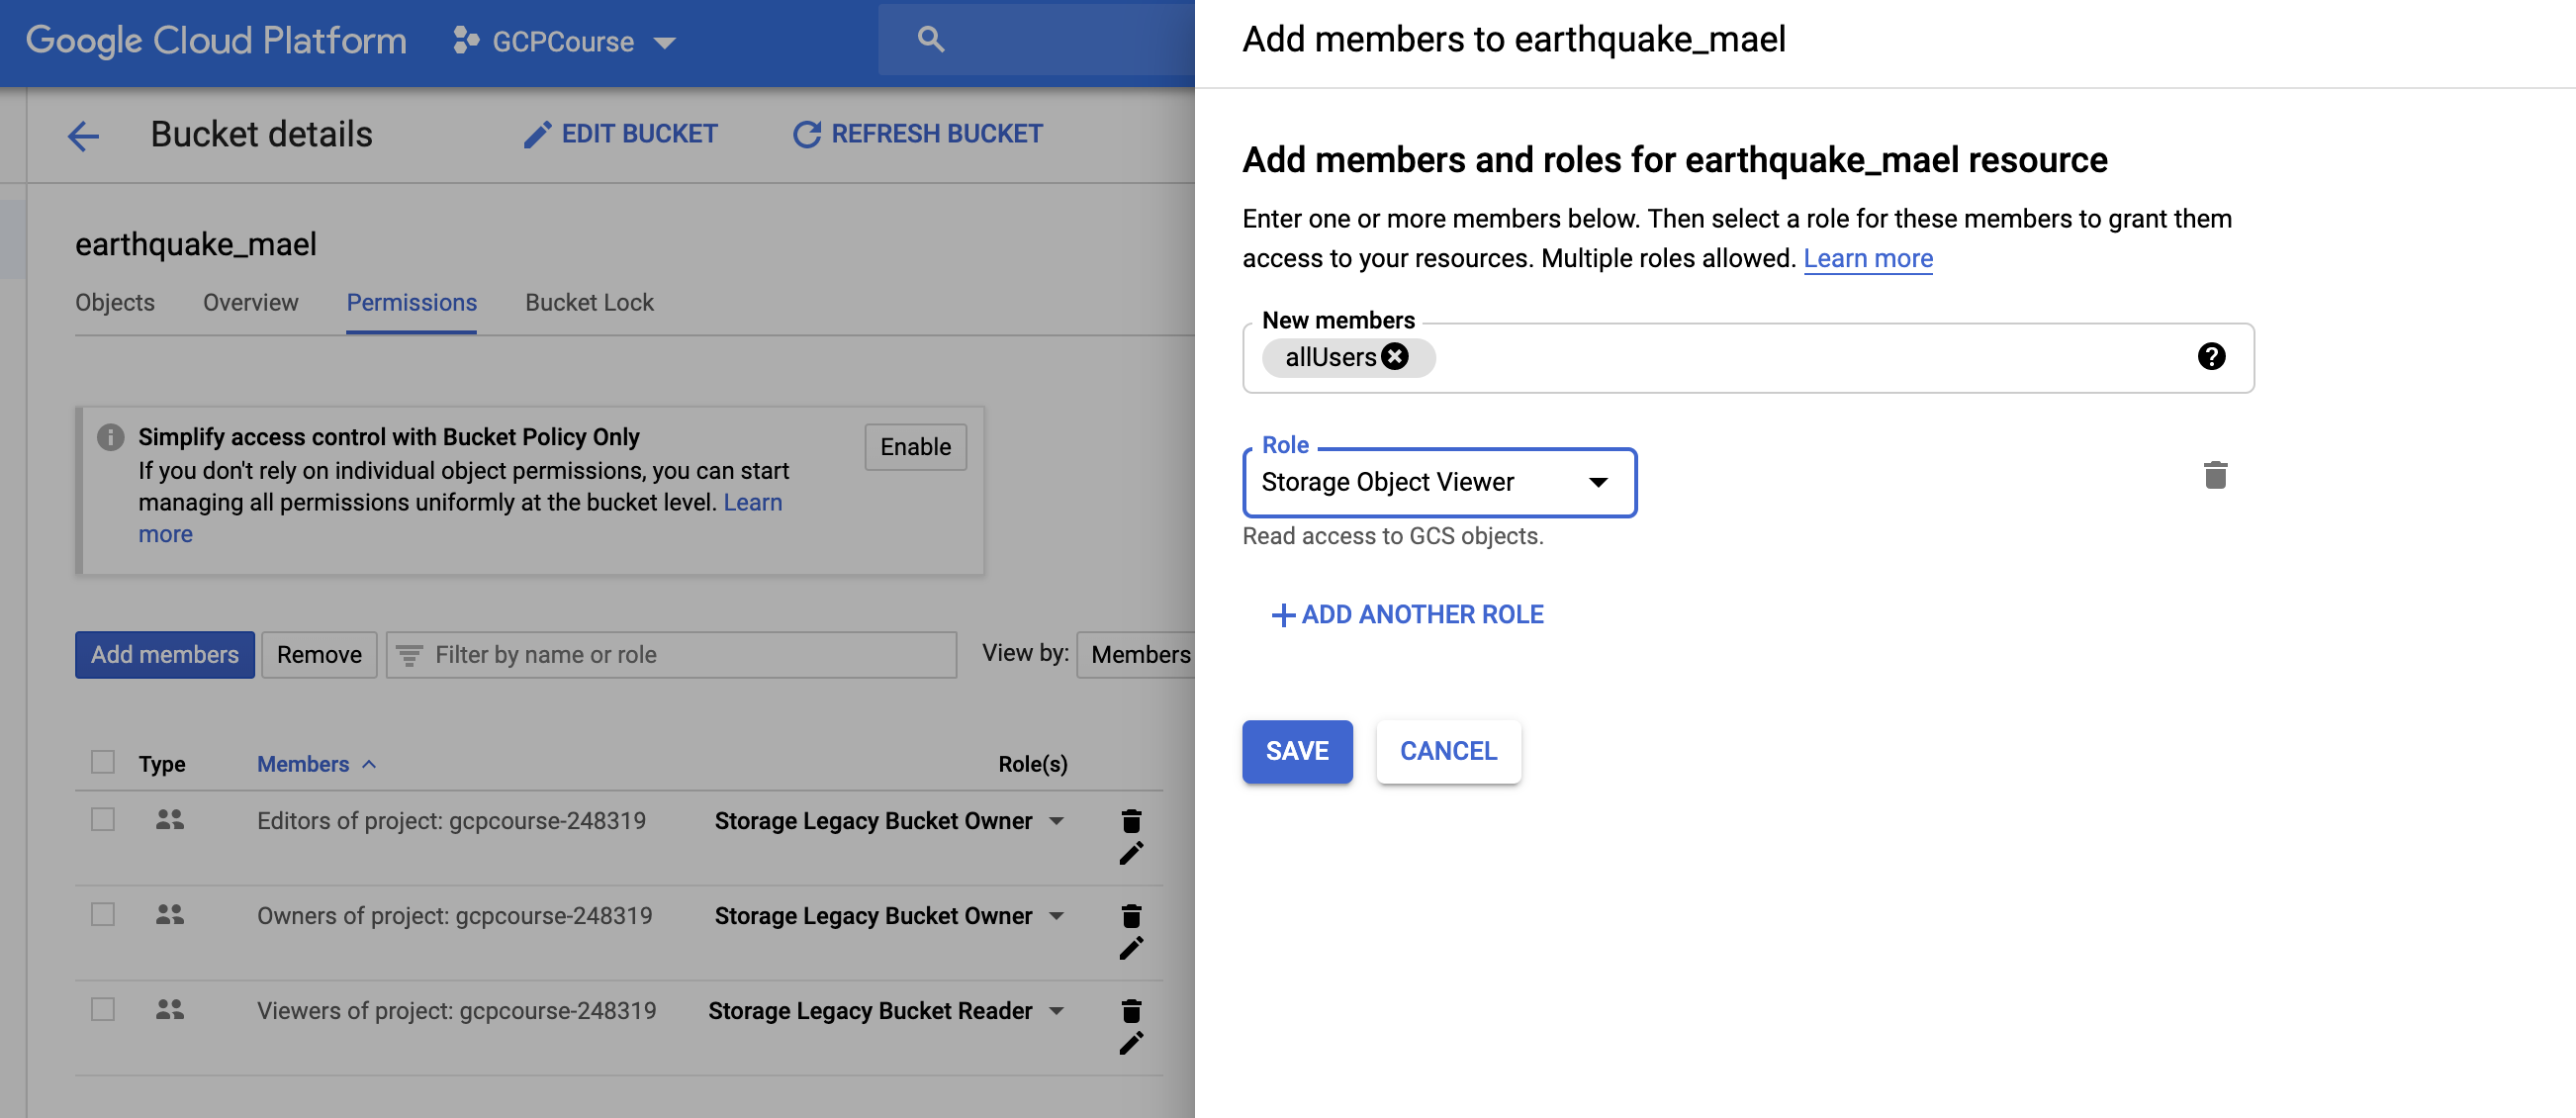 Google Cloud Platform
GCPCourse
Bucket details
EDIT BUCKET
REFRESH BUCKET
earthquake_mael
Objects
Overview
Permissions
Bucket Lock
Simplify access control with Bucket Policy Only
If you don't rely on individual object permissions, you can start
managing all permissions uniformly at the bucket level. Learn
more
Enable
Add members
Remove
Filter by name or role
View by:
Members
Type
Members
Role(s)
Editors of project: gcpcourse-248319
Storage Legacy Bucket Owner
Owners of project: gcpcourse-248319
Storage Legacy Bucket Owner
Viewers of project: gcpcourse-248319
Storage Legacy Bucket Reader
Add members to earthquake_mael
Add members and roles for earthquake_mael resource
Enter one or more members below. Then select a role for these members to grant them
access to your resources. Multiple roles allowed. Learn more
New members
allUsers
Role
Storage Object Viewer
Read access to GCS objects.
ADD ANOTHER ROLE
SAVE
CANCEL